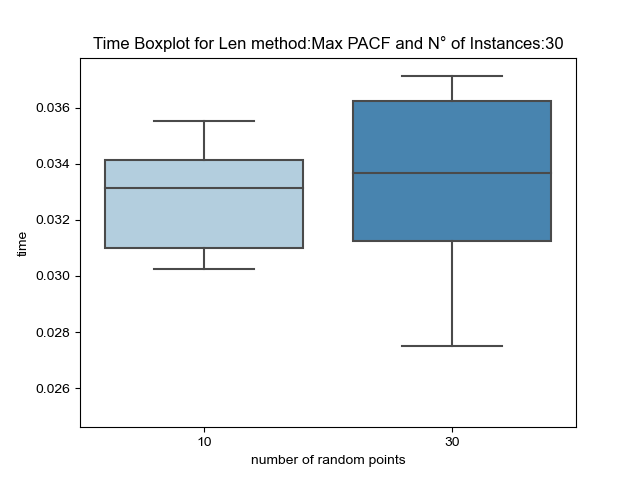 Time Boxplot for Len method:Max PACF and N° of Instances:30
0.036
0.034
0.032
0.030
0.028
0.026
time
10
30
number of random points